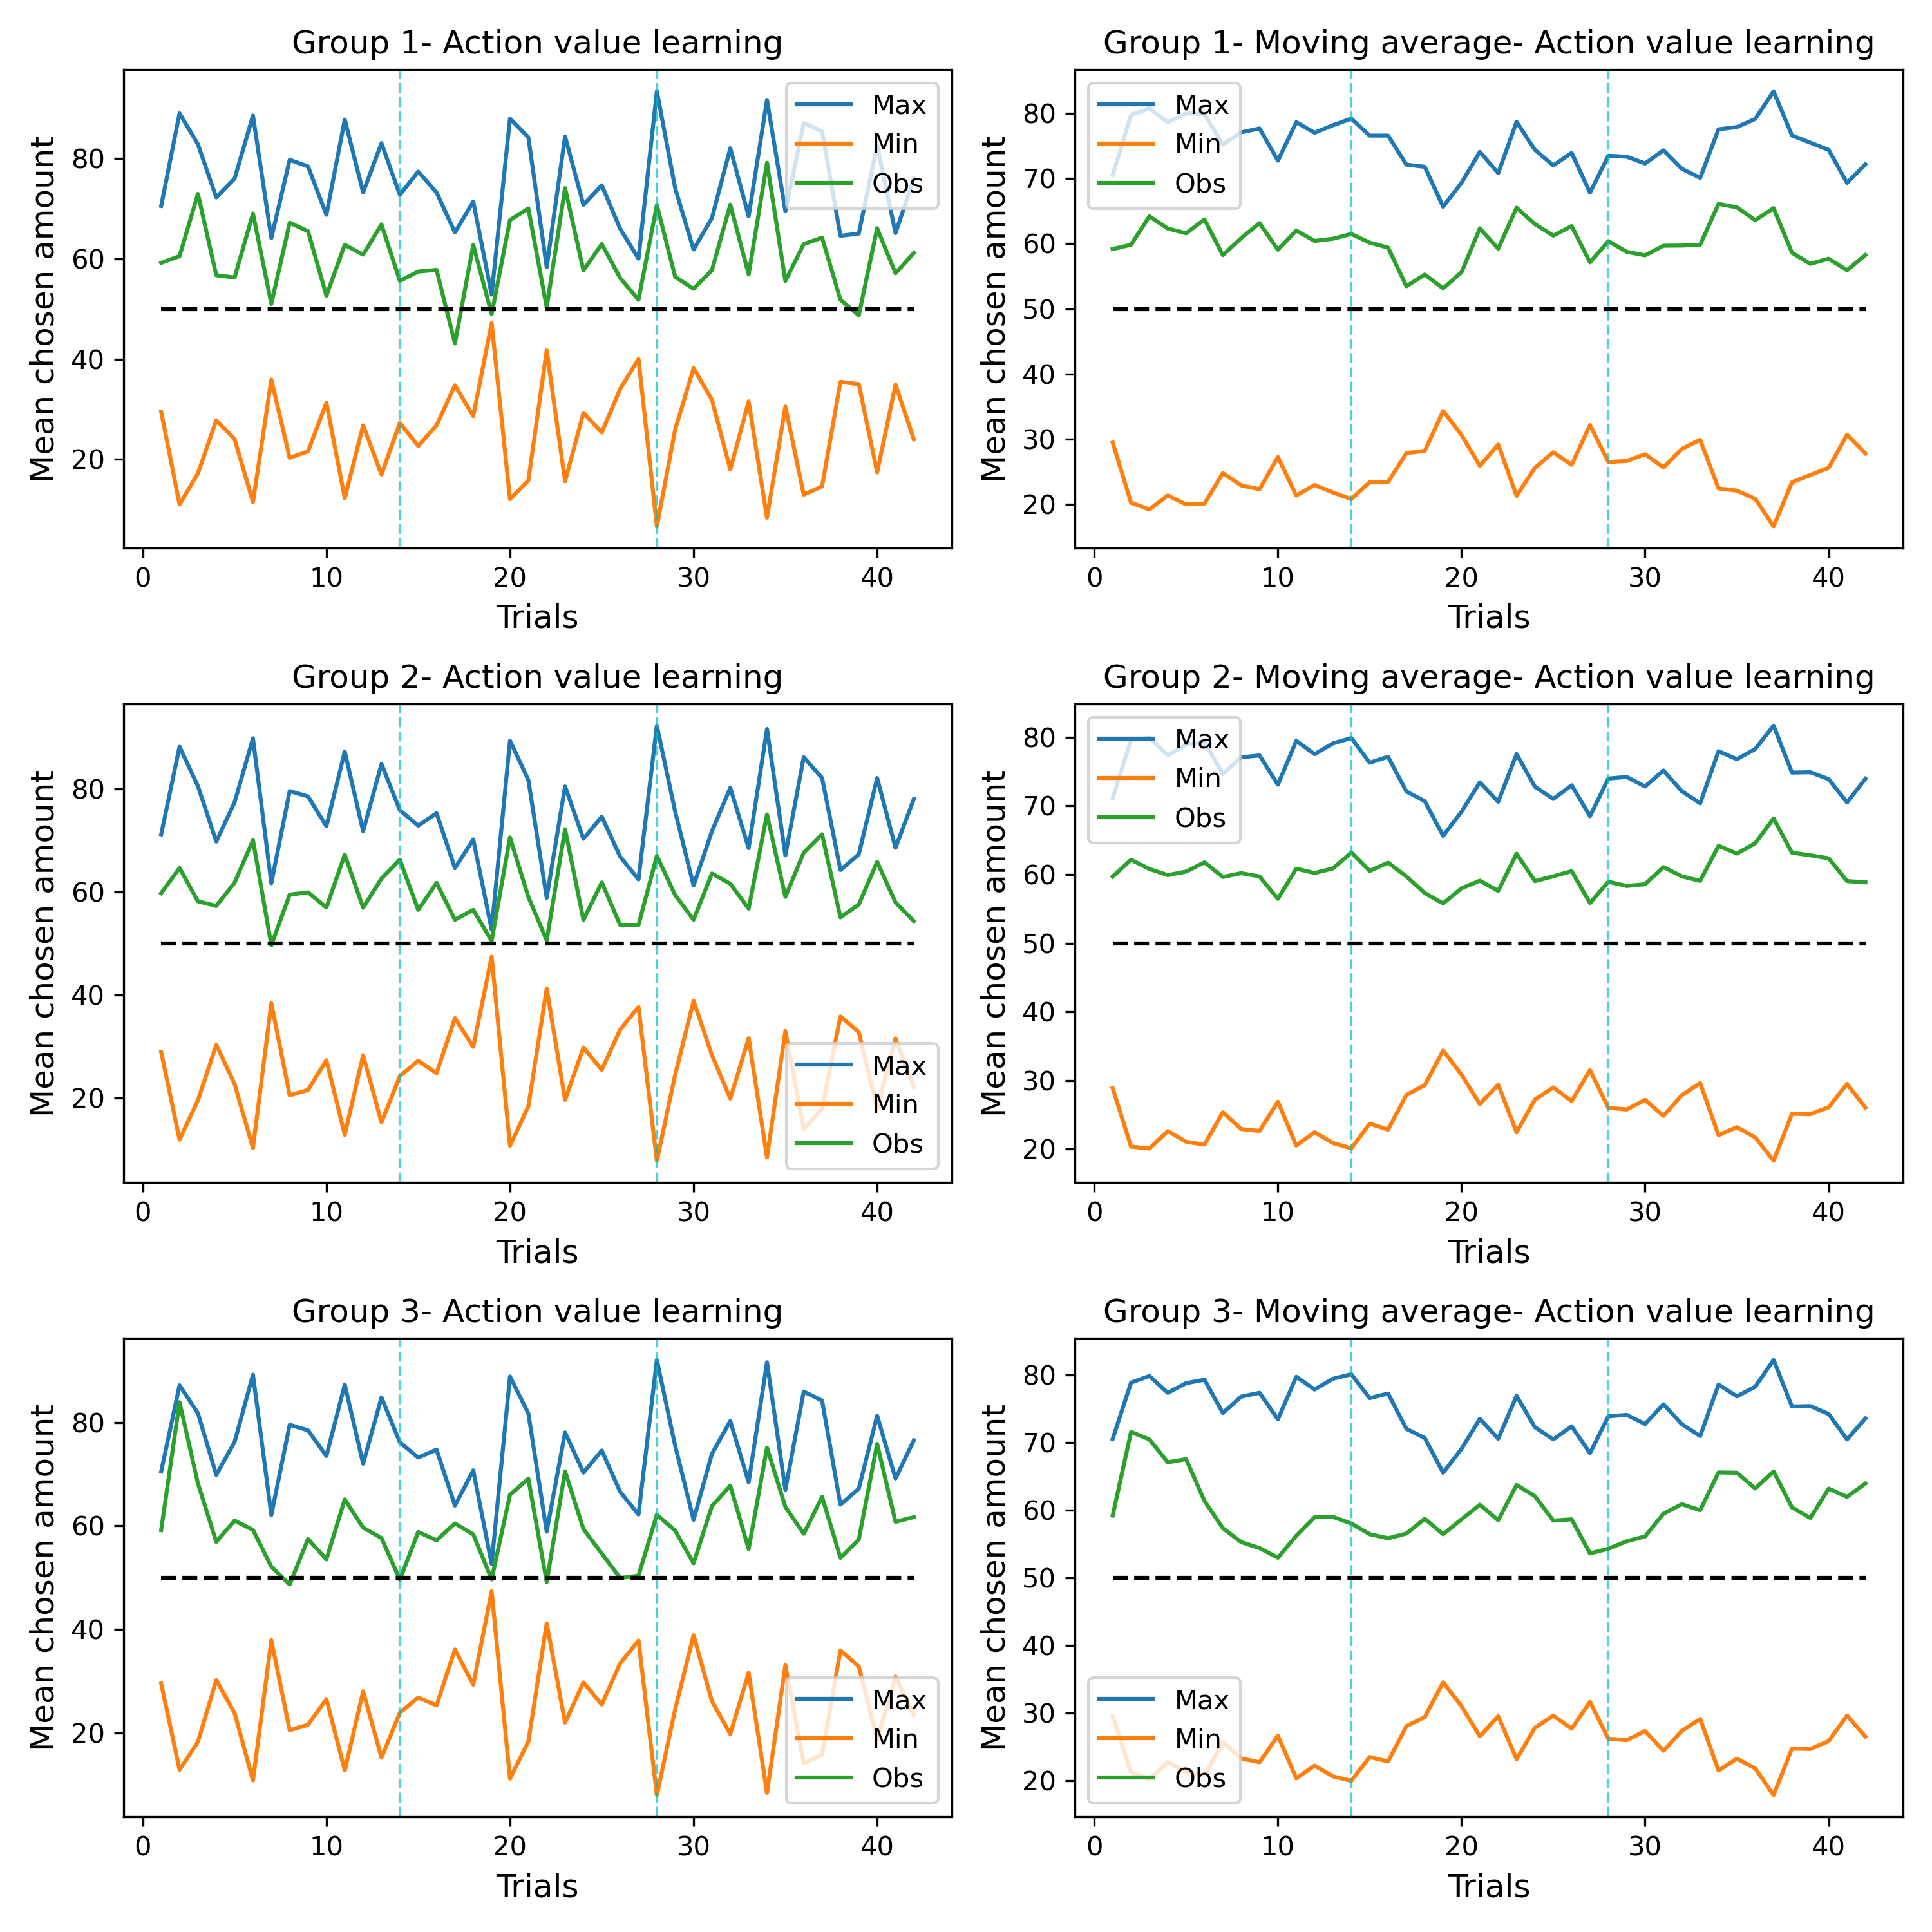 Group 1- Action value learning
Mean chosen amount
80
60
40
20
Max
Min
Obs
0 10 20 30 40
Trials
Group 1- Moving average- Action value learning
Mean chosen amount
80
70
60
50
40
30
20
Max
Min
Obs
0 10 20 30 40
Trials
Group 2- Action value learning
Mean chosen amount
80
60
40
20
Max
Min
Obs
0 10 20 30 40
Trials
Group 2- Moving average- Action value learning
Mean chosen amount
80
70
60
50
40
30
20
Max
Min
Obs
0 10 20 30 40
Trials
Group 3- Action value learning
Mean chosen amount
80
60
40
20
Max
Min
Obs
0 10 20 30 40
Trials
Group 3- Moving average- Action value learning
Mean chosen amount
80
70
60
50
40
30
20
Max
Min
Obs
0 10 20 30 40
Trials